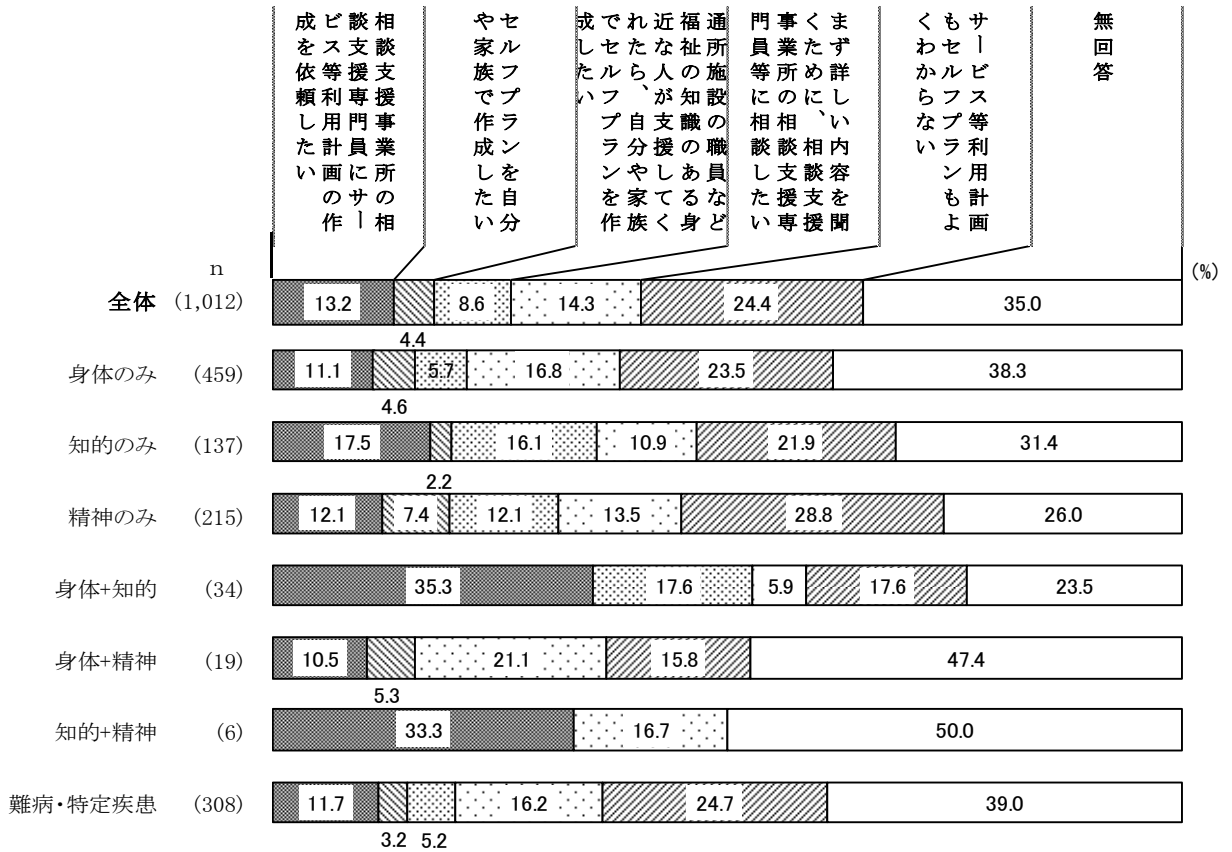 相談支援事業所の相
談支援専門員にサー
ビス等利用計画の作
成を依頼したい
セルフプランを自分
や家族で作成したい
通所施設の職員など
福祉の知識のある身
近な人が支援してく
れたら、自分や家族
でセルフプランを作
成したい
まず詳しい内容を聞
くために、相談支援
事業所の相談支援専
門員等に相談したい
サービス等利用計画
もセルフプランもよ
くわからない
無回答
n
(%)
全体 (1,012) 13.2 8.6 14.3 24.4 35.0
4.4
身体のみ (459) 11.1 5.7 16.8 23.5 38.3
4.6
知的のみ (137) 17.5 16.1 10.9 21.9 31.4
2.2
精神のみ (215) 12.1 7.4 12.1 13.5 28.8 26.0
身体+知的 (34) 35.3 17.6 5.9 17.6 23.5
身体+精神 (19) 10.5 21.1 15.8 47.4
5.3
知的+精神 (6) 33.3 16.7 50.0
難病・特定疾患 (308) 11.7 16.2 24.7 39.0
3.2 5.2